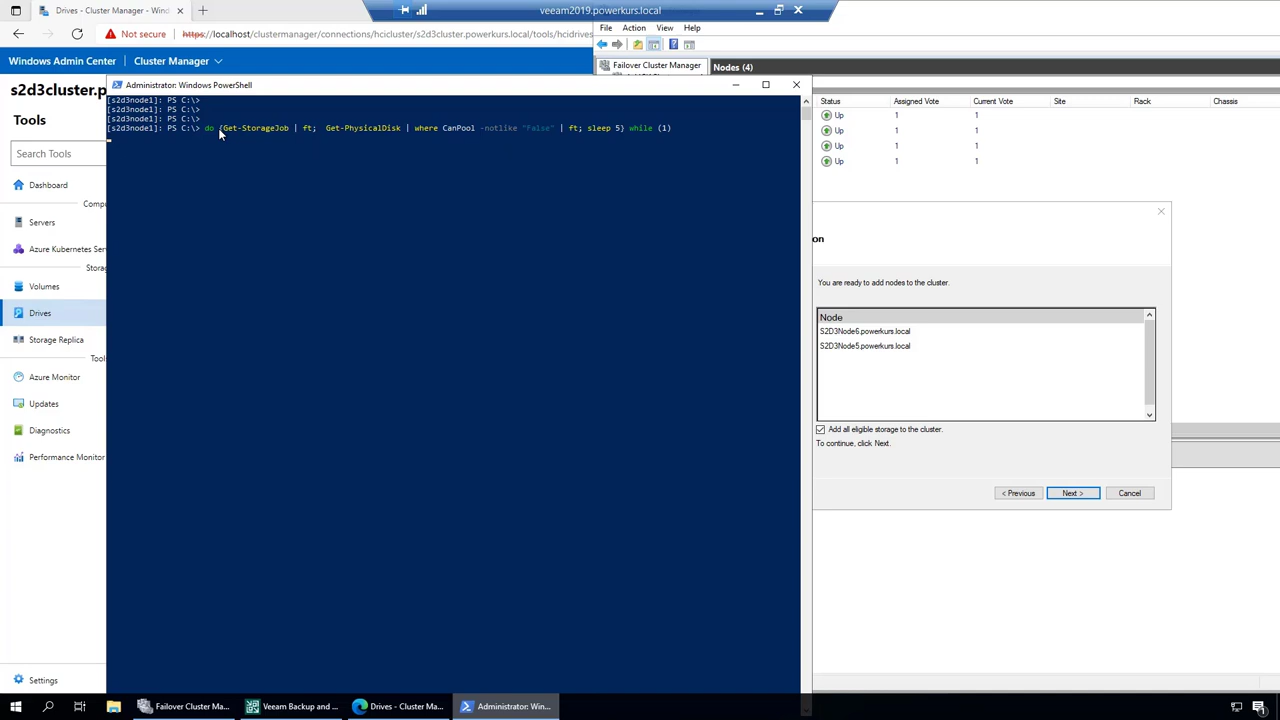 Drives - Cluster Manager - Wind
veeam2019.powerkurs.local
Not secure
https://localhost/clustermanager/connections/hcicluster/s2d3cluster.powerkurs.local/tools/hcidrives
File Action View Help
Windows Admin Center
Cluster Manager
Failover Cluster Manager
Nodes (4)
s2d3cluster.p
Administrator: Windows PowerShell
[s2d3node1]: PS C:\>
[s2d3node1]: PS C:\>
[s2d3node1]: PS C:\>
[s2d3node1]: PS C:\> do {Get-StorageJob | ft; Get-PhysicalDisk | where CanPool -notlike "False" | ft; sleep 5} while (1)
Status Assigned Vote Current Vote Site Rack Chassis
Up 1 1
Up 1 1
Up 1 1
Up 1 1
Tools
Search Tools
Dashboard
Compu
Servers
Azure Kubernetes Serv
Storag
Volumes
Drives
Storage Replica
Tools
Azure Monitor
Updates
Diagnostics
Performance Monitor
Settings
on
You are ready to add nodes to the cluster.
Node
S2D3Node6.powerkurs.local
S2D3Node5.powerkurs.local
Add all eligible storage to the cluster.
To continue, click Next.
< Previous
Next >
Cancel
Failover Cluster Ma...
Veeam Backup and ...
Drives - Cluster Ma...
Administrator: Win...
1